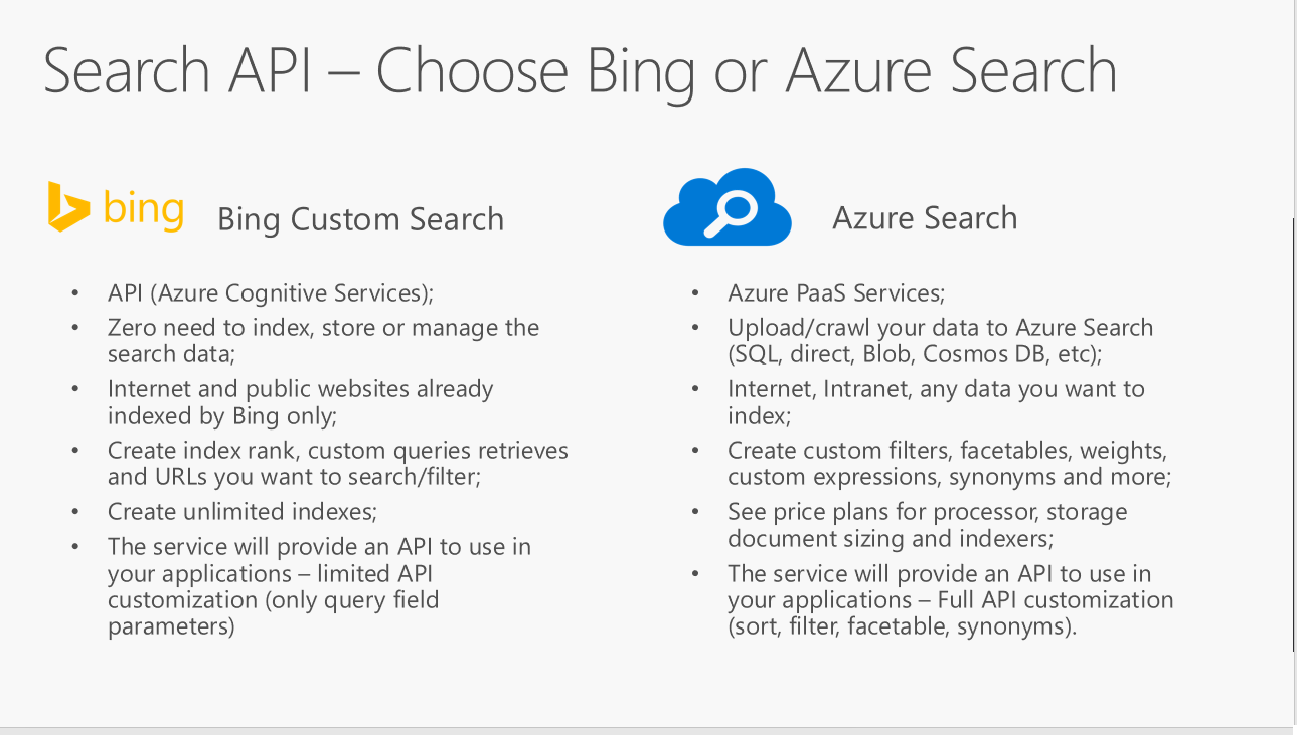 Search API – Choose Bing or Azure Search
bing
Bing Custom Search
• API (Azure Cognitive Services);
• Zero need to index, store or manage the
search data;
• Internet and public websites already
indexed by Bing only;
• Create index rank, custom queries retrieves
and URLs you want to search/filter;
• Create unlimited indexes;
• The service will provide an API to use in
your applications – limited API
customization (only query field
parameters)
Azure Search
• Azure PaaS Services;
• Upload/crawl your data to Azure Search
(SQL, direct, Blob, Cosmos DB, etc);
• Internet, Intranet, any data you want to
index;
• Create custom filters, facetables, weights,
custom expressions, synonyms and more;
• See price plans for processor, storage
document sizing and indexers;
• The service will provide an API to use in
your applications – Full API customization
(sort, filter, facetable, synonyms).